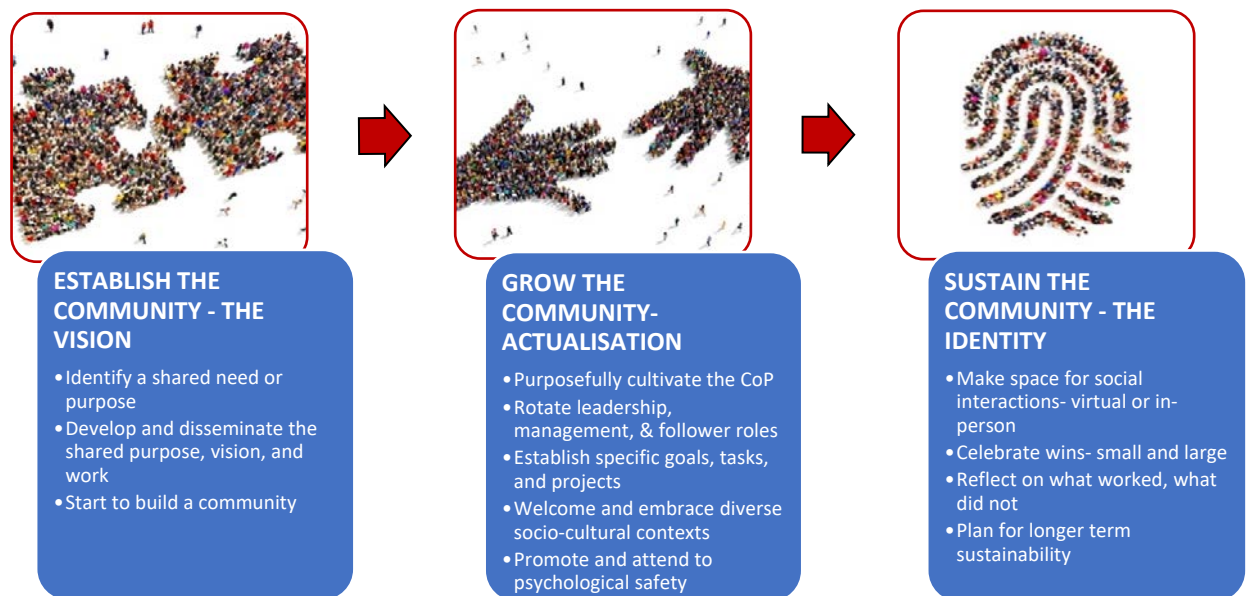 ESTABLISH THE
COMMUNITY - THE
VISION
•Identify a shared need or
purpose
•Develop and disseminate the
shared purpose, vision, and
work
•Start to build a community
GROW THE
COMMUNITY-
ACTUALISATION
•Purposefully cultivate the CoP
•Rotate leadership,
management, & follower roles
•Establish specific goals, tasks,
and projects
•Welcome and embrace diverse
socio-cultural contexts
•Promote and attend to
psychological safety
SUSTAIN THE
COMMUNITY - THE
IDENTITY
•Make space for social
interactions- virtual or in-
person
•Celebrate wins- small and large
•Reflect on what worked, what
did not
•Plan for longer term
sustainability